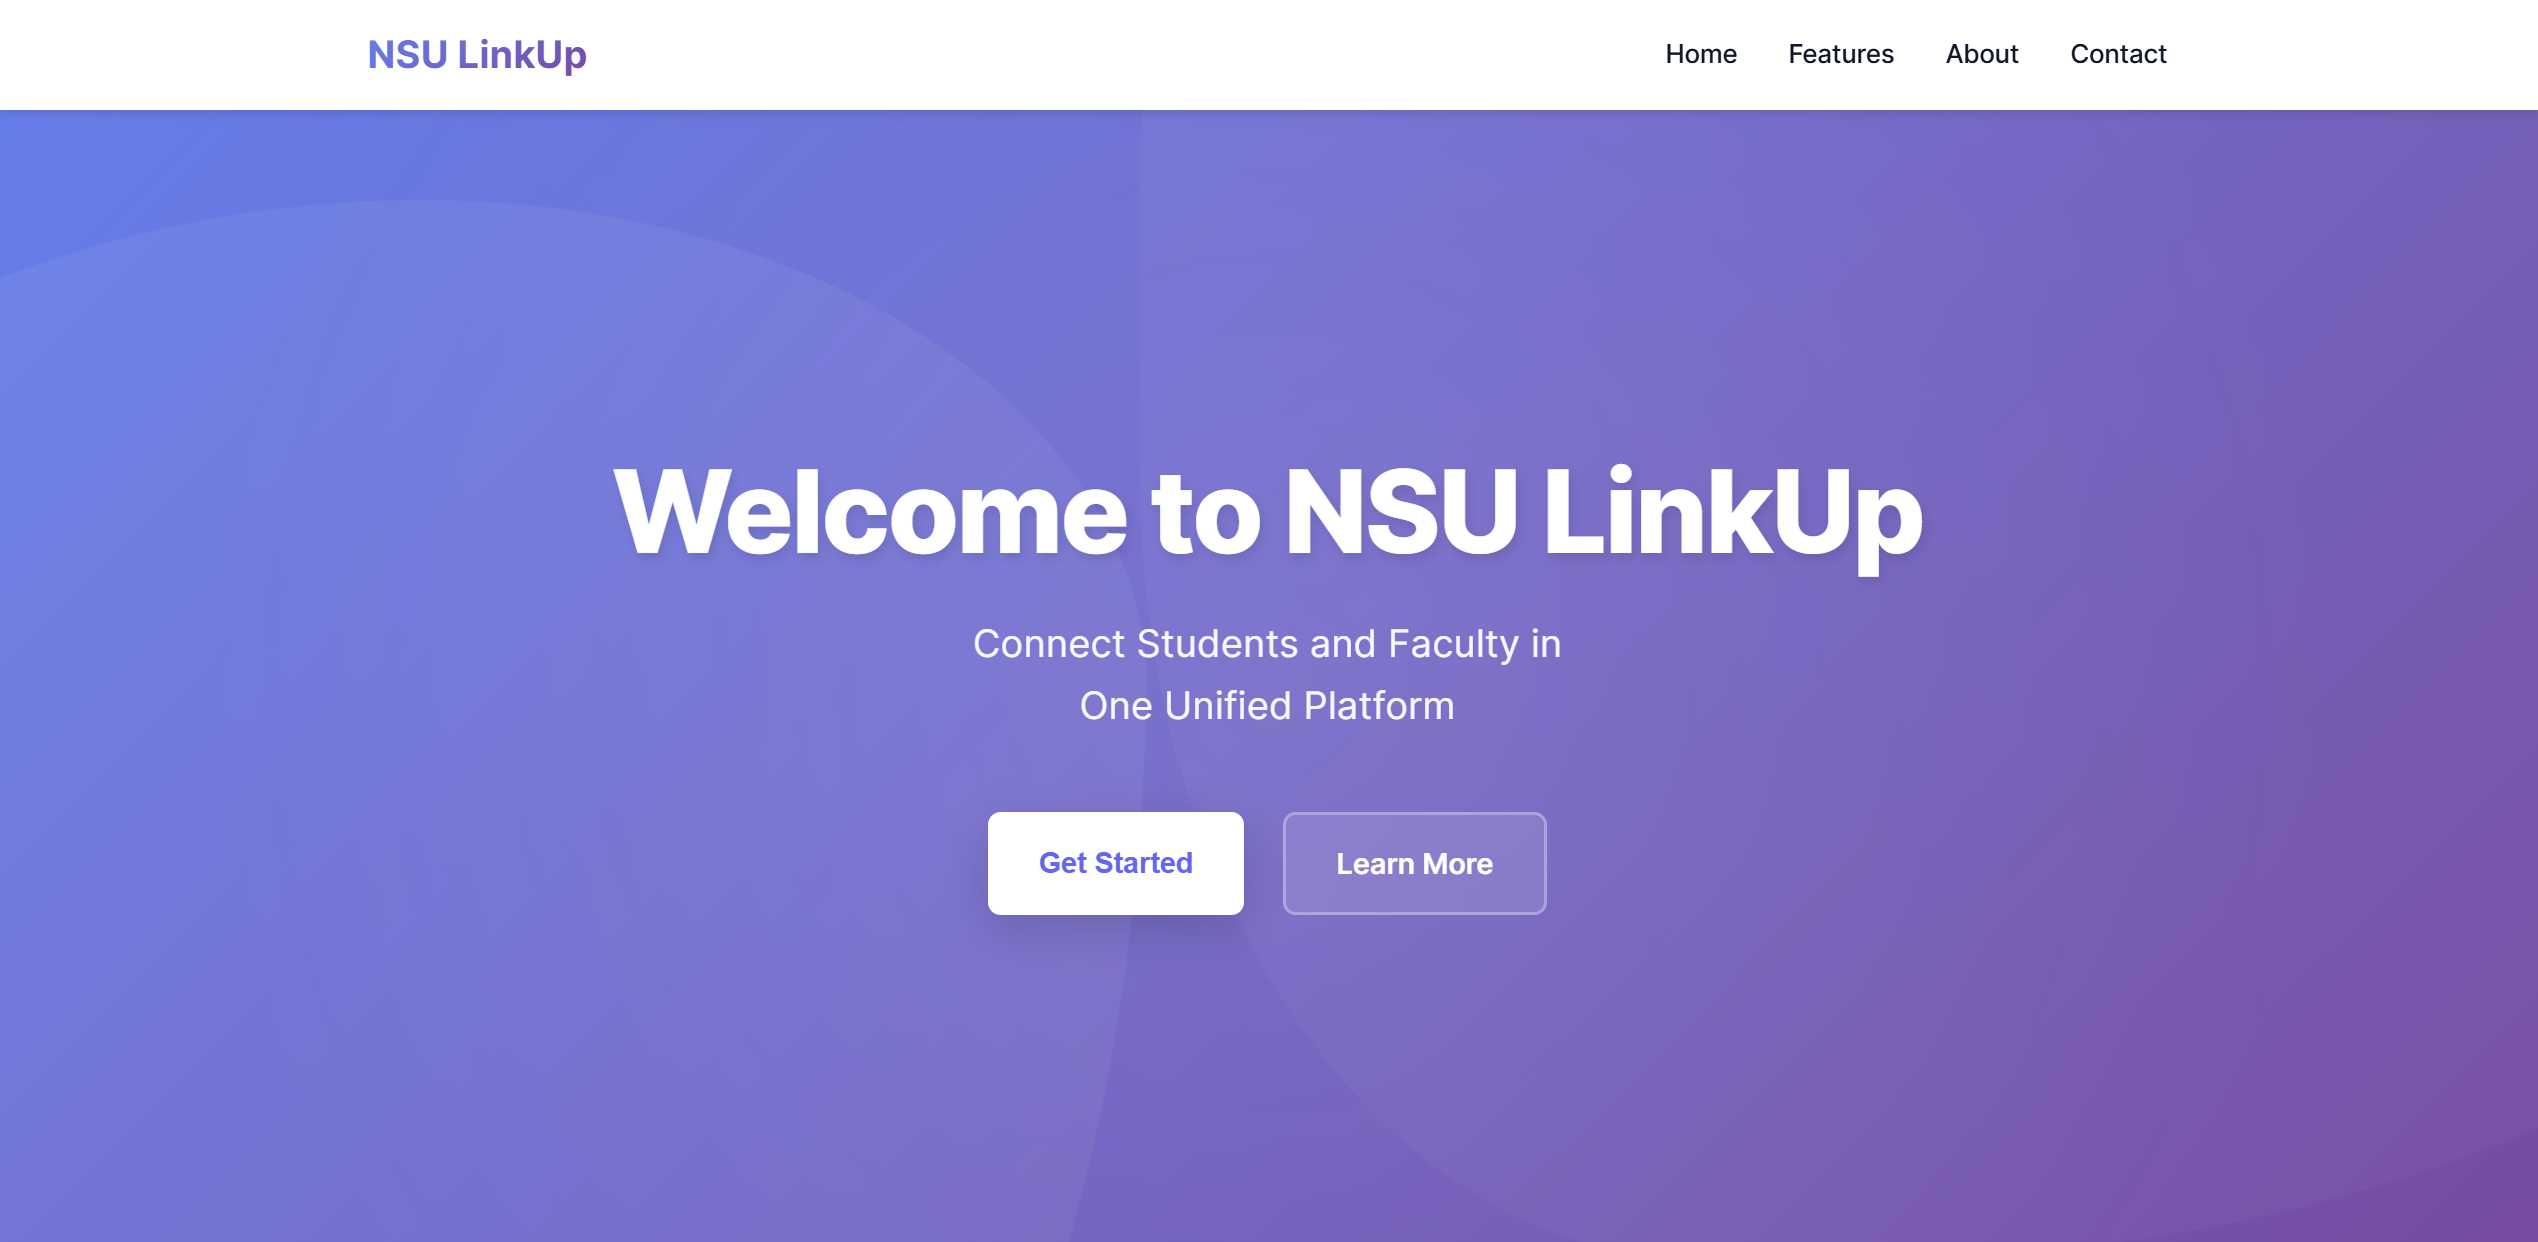 NSU LinkUp
Home Features About Contact
Welcome to NSU LinkUp
Connect Students and Faculty in
One Unified Platform
Get Started Learn More